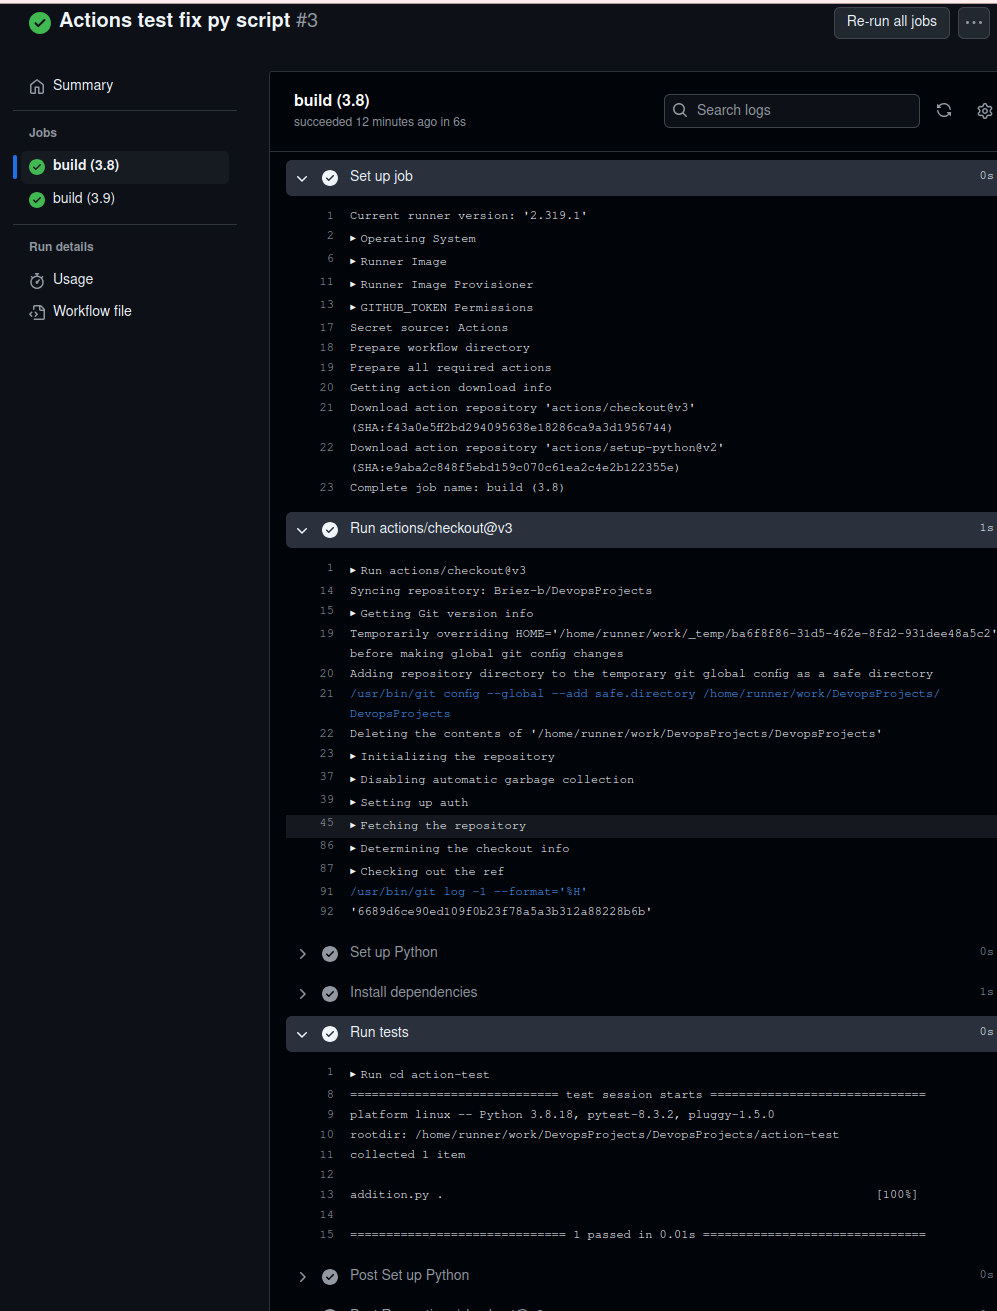 Actions test fix py script #3
Re-run all jobs
Summary
Jobs
build (3.8)
build (3.9)
Run details
Usage
Workflow file
build (3.8)
succeeded 12 minutes ago in 6s
Search logs
Set up job 0s
1 Current runner version: '2.319.1'
2 Operating System
6 Runner Image
11 Runner Image Provisioner
13 GITHUB_TOKEN Permissions
17 Secret source: Actions
18 Prepare workflow directory
19 Prepare all required actions
20 Getting action download info
21 Download action repository 'actions/checkout@v3'
(SHA:f43a0e5ff2bd294095638e18286ca9a3d1956744)
22 Download action repository 'actions/setup-python@v2'
(SHA:e9aba2c848f5ebd159c070c61ea2c4e2b122355e)
23 Complete job name: build (3.8)
Run actions/checkout@v3 1s
1 Run actions/checkout@v3
14 Syncing repository: Briez-b/DevopsProjects
15 Getting Git version info
19 Temporarily overriding HOME='/home/runner/work/_temp/ba6f8f86-31d5-462e-8fd2-931dee48a5c2'
before making global git config changes
20 Adding repository directory to the temporary git global config as a safe directory
21 /usr/bin/git config --global --add safe.directory /home/runner/work/DevopsProjects/
DevopsProjects
22 Deleting the contents of '/home/runner/work/DevopsProjects/DevopsProjects'
23 Initializing the repository
37 Disabling automatic garbage collection
39 Setting up auth
45 Fetching the repository
86 Determining the checkout info
87 Checking out the ref
91 /usr/bin/git log -1 --format='%H'
92 '6689d6ce90ed109f0b23f78a5a3b312a88228b6b'
Set up Python 0s
Install dependencies 1s
Run tests 0s
1 Run cd action-test
8 ============================= test session starts ==============================
9 platform linux -- Python 3.8.18, pytest-8.3.2, pluggy-1.5.0
10 rootdir: /home/runner/work/DevopsProjects/DevopsProjects/action-test
11 collected 1 item
12
13 addition.py . [100%]
14
15 ============================== 1 passed in 0.01s ===============================
Post Set up Python 0s